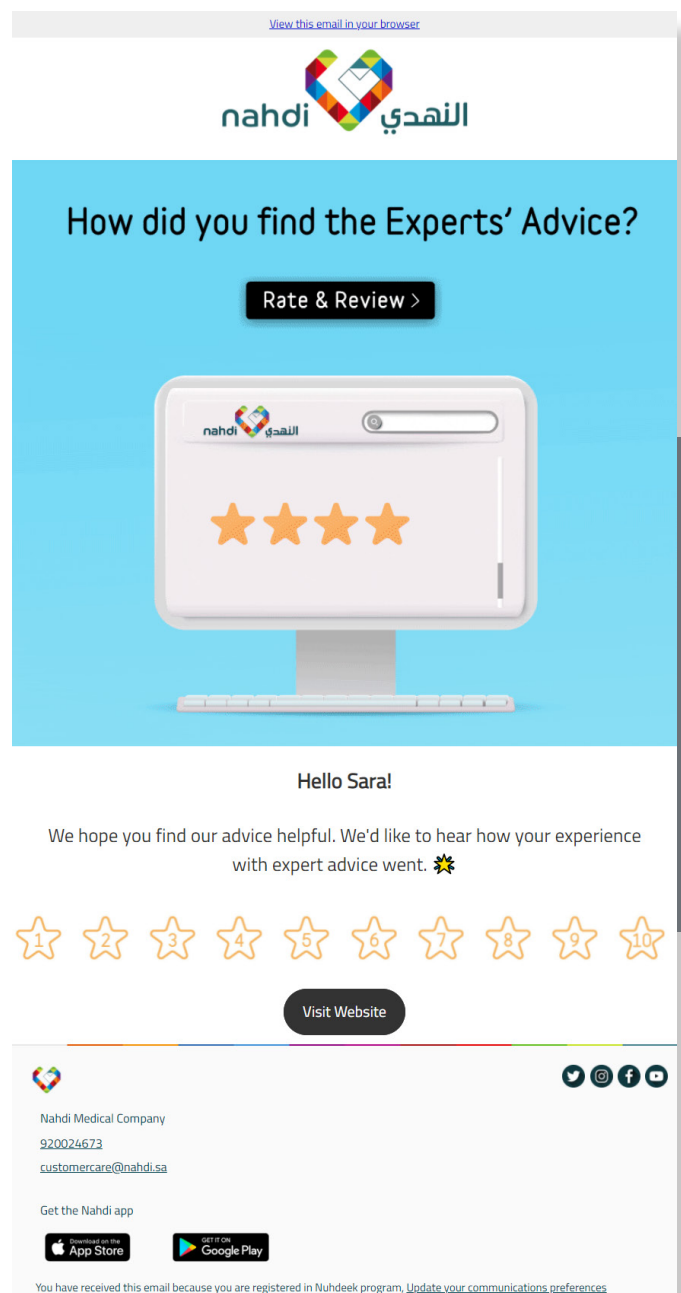 View this email in your browser
nahdi النهدي
How did you find the Experts' Advice?
Rate & Review >
nahdi النهدي
Hello Sara!
We hope you find our advice helpful. We'd like to hear how your experience
with expert advice went.
1 2 3 4 5 6 7 8 9 10
Visit Website
Nahdi Medical Company
920024673
customercare@nahdi.sa
Get the Nahdi app
Download on the
App Store
GET IT ON
Google Play
You have received this email because you are registered in Nuhdeek program, Update your communications preferences